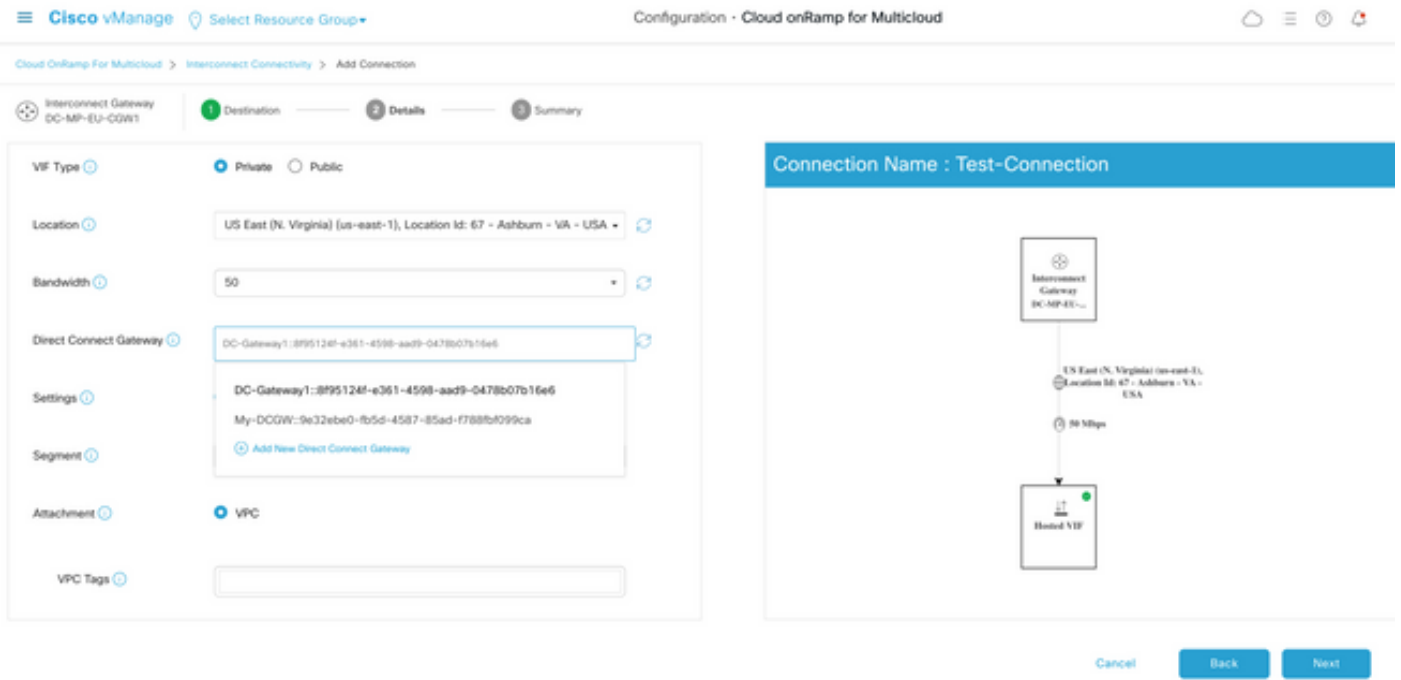 Cisco vManage
Select Resource Group
Configuration · Cloud onRamp for Multicloud
Cloud OnRamp For Multicloud > Interconnect Connectivity > Add Connection
Interconnect Gateway
DC-MP-EU-CGW1
1 Destination
2 Details
3 Summary
VIF Type
Private
Public
Location
US East (N. Virginia) (us-east-1), Location Id: 67 - Ashburn - VA - USA
Bandwidth
50
Direct Connect Gateway
DC-Gateway1::8f95124f-e361-4598-aad9-0478b07b16e6
DC-Gateway1::8f95124f-e361-4598-aad9-0478b07b16e6
Settings
My-DCGW::9e32ebe0-fb5d-4587-85ad-f788fbf099ca
Add New Direct Connect Gateway
Segment
Attachment
VPC
VPC Tags
Connection Name : Test-Connection
Interconnect
Gateway
DC-MP-EU-...
US East (N. Virginia) (us-east-1),
Location Id: 67 - Ashburn - VA -
USA
50 Mbps
Hosted VIF
Cancel
Back
Next